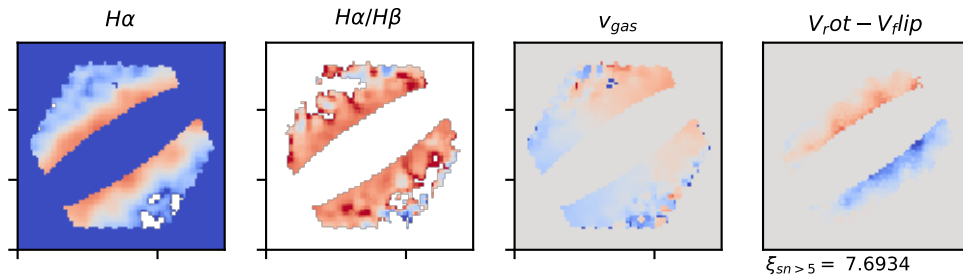 Hα
Hα/Hβ
v_gas
V_rot − V_flip
ξ_sn>5 = 7.6934